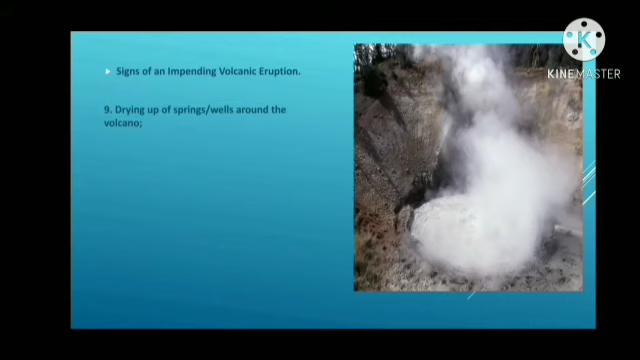 K
KINEMASTER
Signs of an Impending Volcanic Eruption.
9. Drying up of springs/wells around the
volcano;